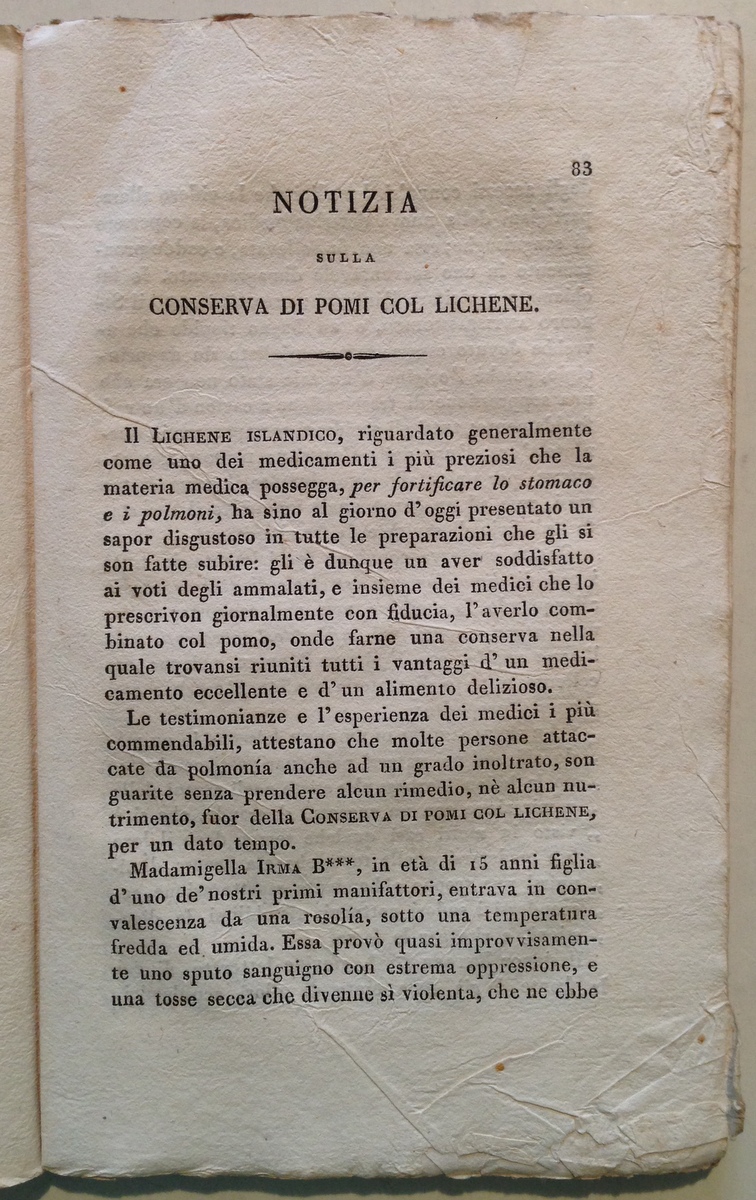 83
NOTIZIA
SULLA
CONSERVA DI POMI COL LICHENE.
Il LICHENE ISLANDICO, riguardato generalmente
come uno dei medicamenti i più preziosi che la
materia medica possegga, per fortificare lo stomaco
e i polmoni, ha sino al giorno d'oggi presentato un
sapor disgustoso in tutte le preparazioni che gli si
son fatte subire: gli è dunque un aver soddisfatto
ai voti degli ammalati, e insieme dei medici che lo
prescrivon giornalmente con fiducia, l'averlo com-
binato col pomo, onde farne una conserva nella
quale trovansi riuniti tutti i vantaggi d' un medi-
camento eccellente e d'un alimento delizioso.
Le testimonianze e l'esperienza dei medici i più
commendabili, attestano che molte persone attac-
cate da polmonía anche ad un grado inoltrato, son
guarite senza prendere alcun rimedio, nè alcun nu-
trimento, fuor della CONSERVA DI POMI COL LICHENE,
per un dato tempo.
Madamigella IRMA B***, in età di 15 anni figlia
d'uno de'nostri primi manifattori, entrava in con-
valescenza da una rosolía, sotto una temperatura
fredda ed umida. Essa provò quasi improvvisamen-
te uno sputo sanguigno con estrema oppressione, e
una tosse secca che divenne sì violenta, che ne ebbe